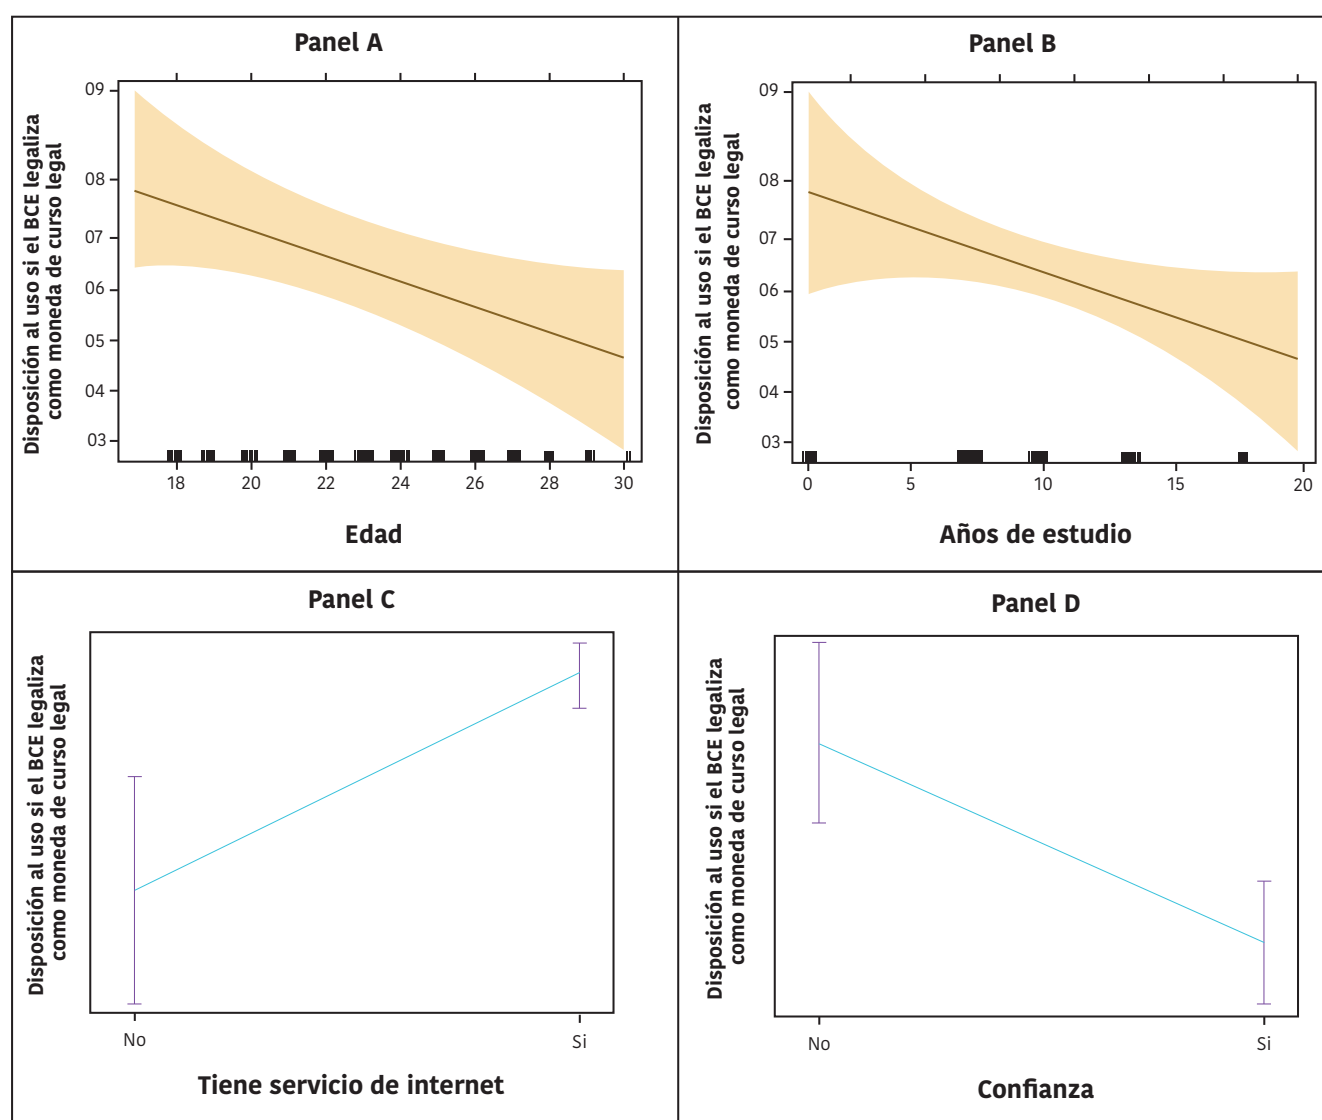 Panel A
Disposición al uso si el BCE legaliza
como moneda de curso legal
09
08
07
06
05
04
03
18 20 22 24 26 28 30
Edad
Panel B
Disposición al uso si el BCE legaliza
como moneda de curso legal
09
08
07
06
05
04
03
0 5 10 15 20
Años de estudio
Panel C
Disposición al uso si el BCE legaliza
como moneda de curso legal
No Si
Tiene servicio de internet
Panel D
Disposición al uso si el BCE legaliza
como moneda de curso legal
No Si
Confianza